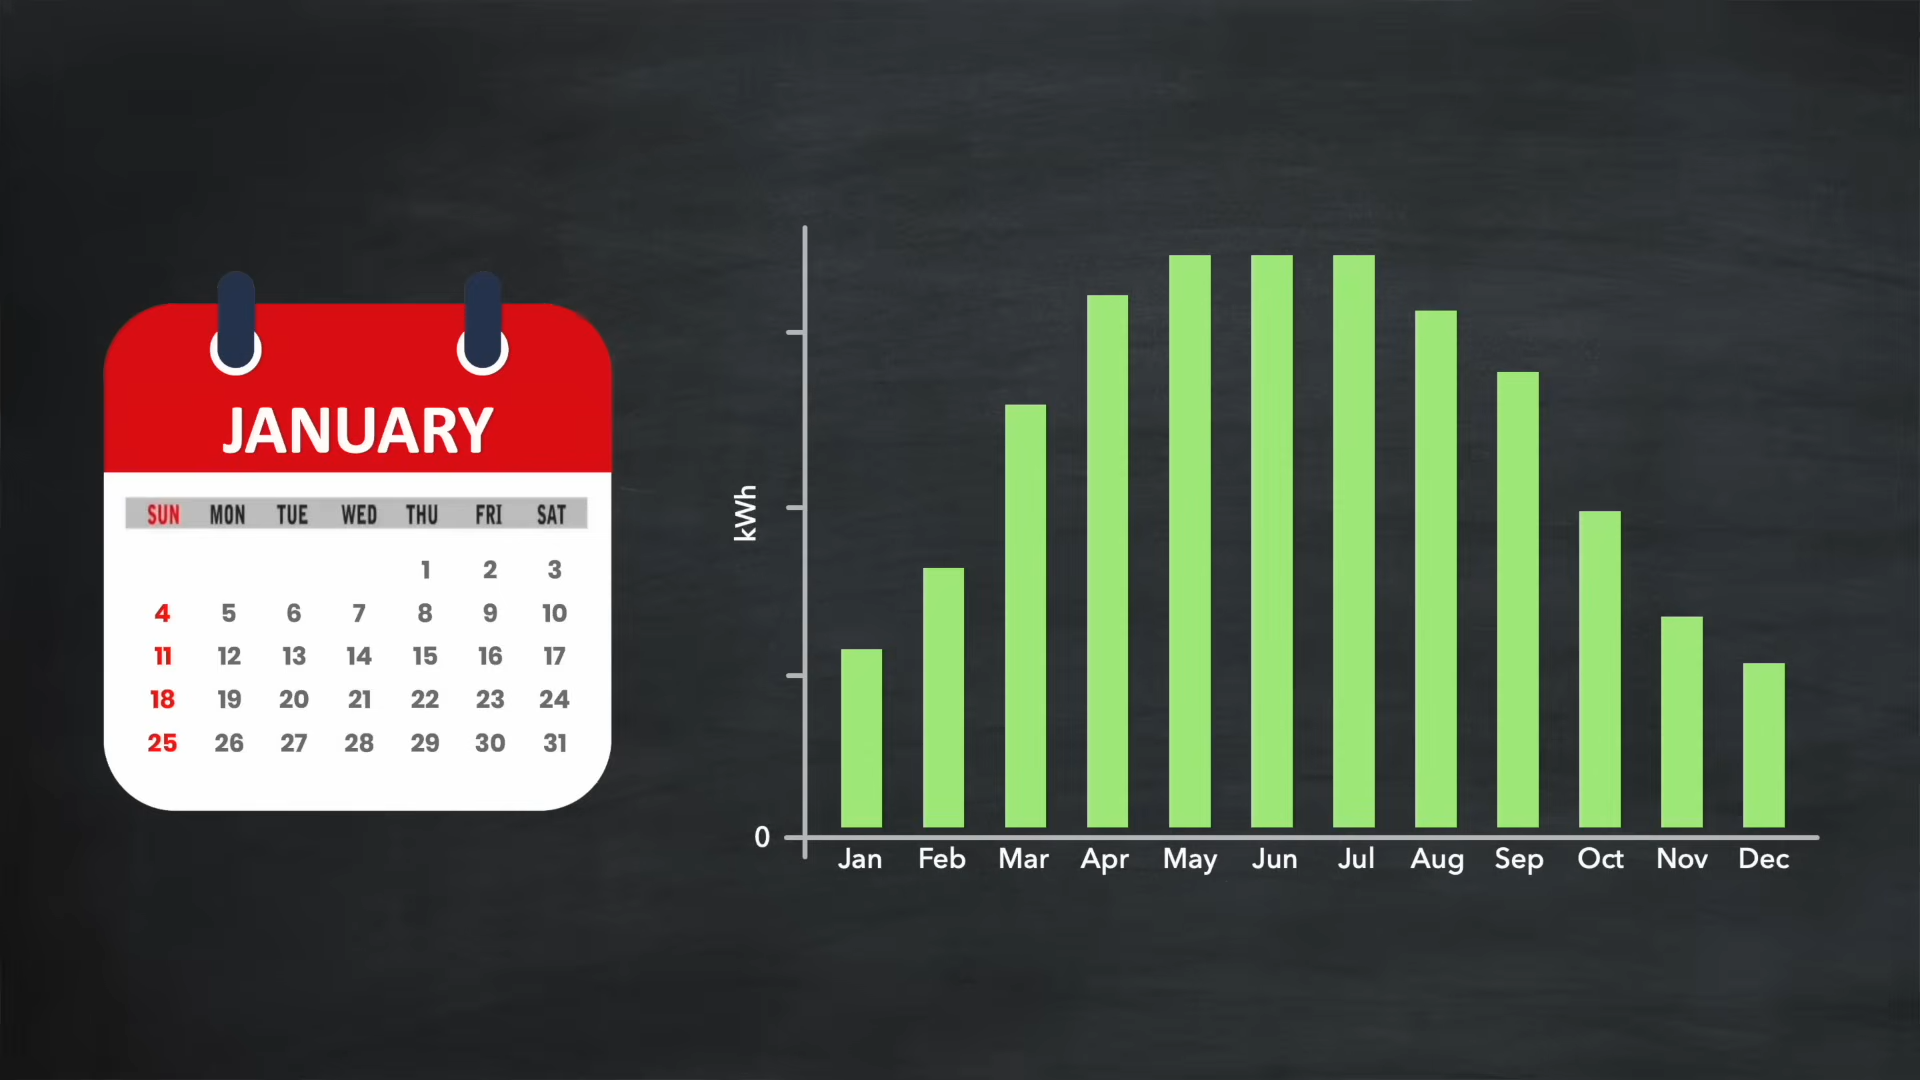 JANUARY
SUN MON TUE WED THU FRI SAT
1 2 3
4 5 6 7 8 9 10
11 12 13 14 15 16 17
18 19 20 21 22 23 24
25 26 27 28 29 30 31
kWh
0
Jan Feb Mar Apr May Jun Jul Aug Sep Oct Nov Dec